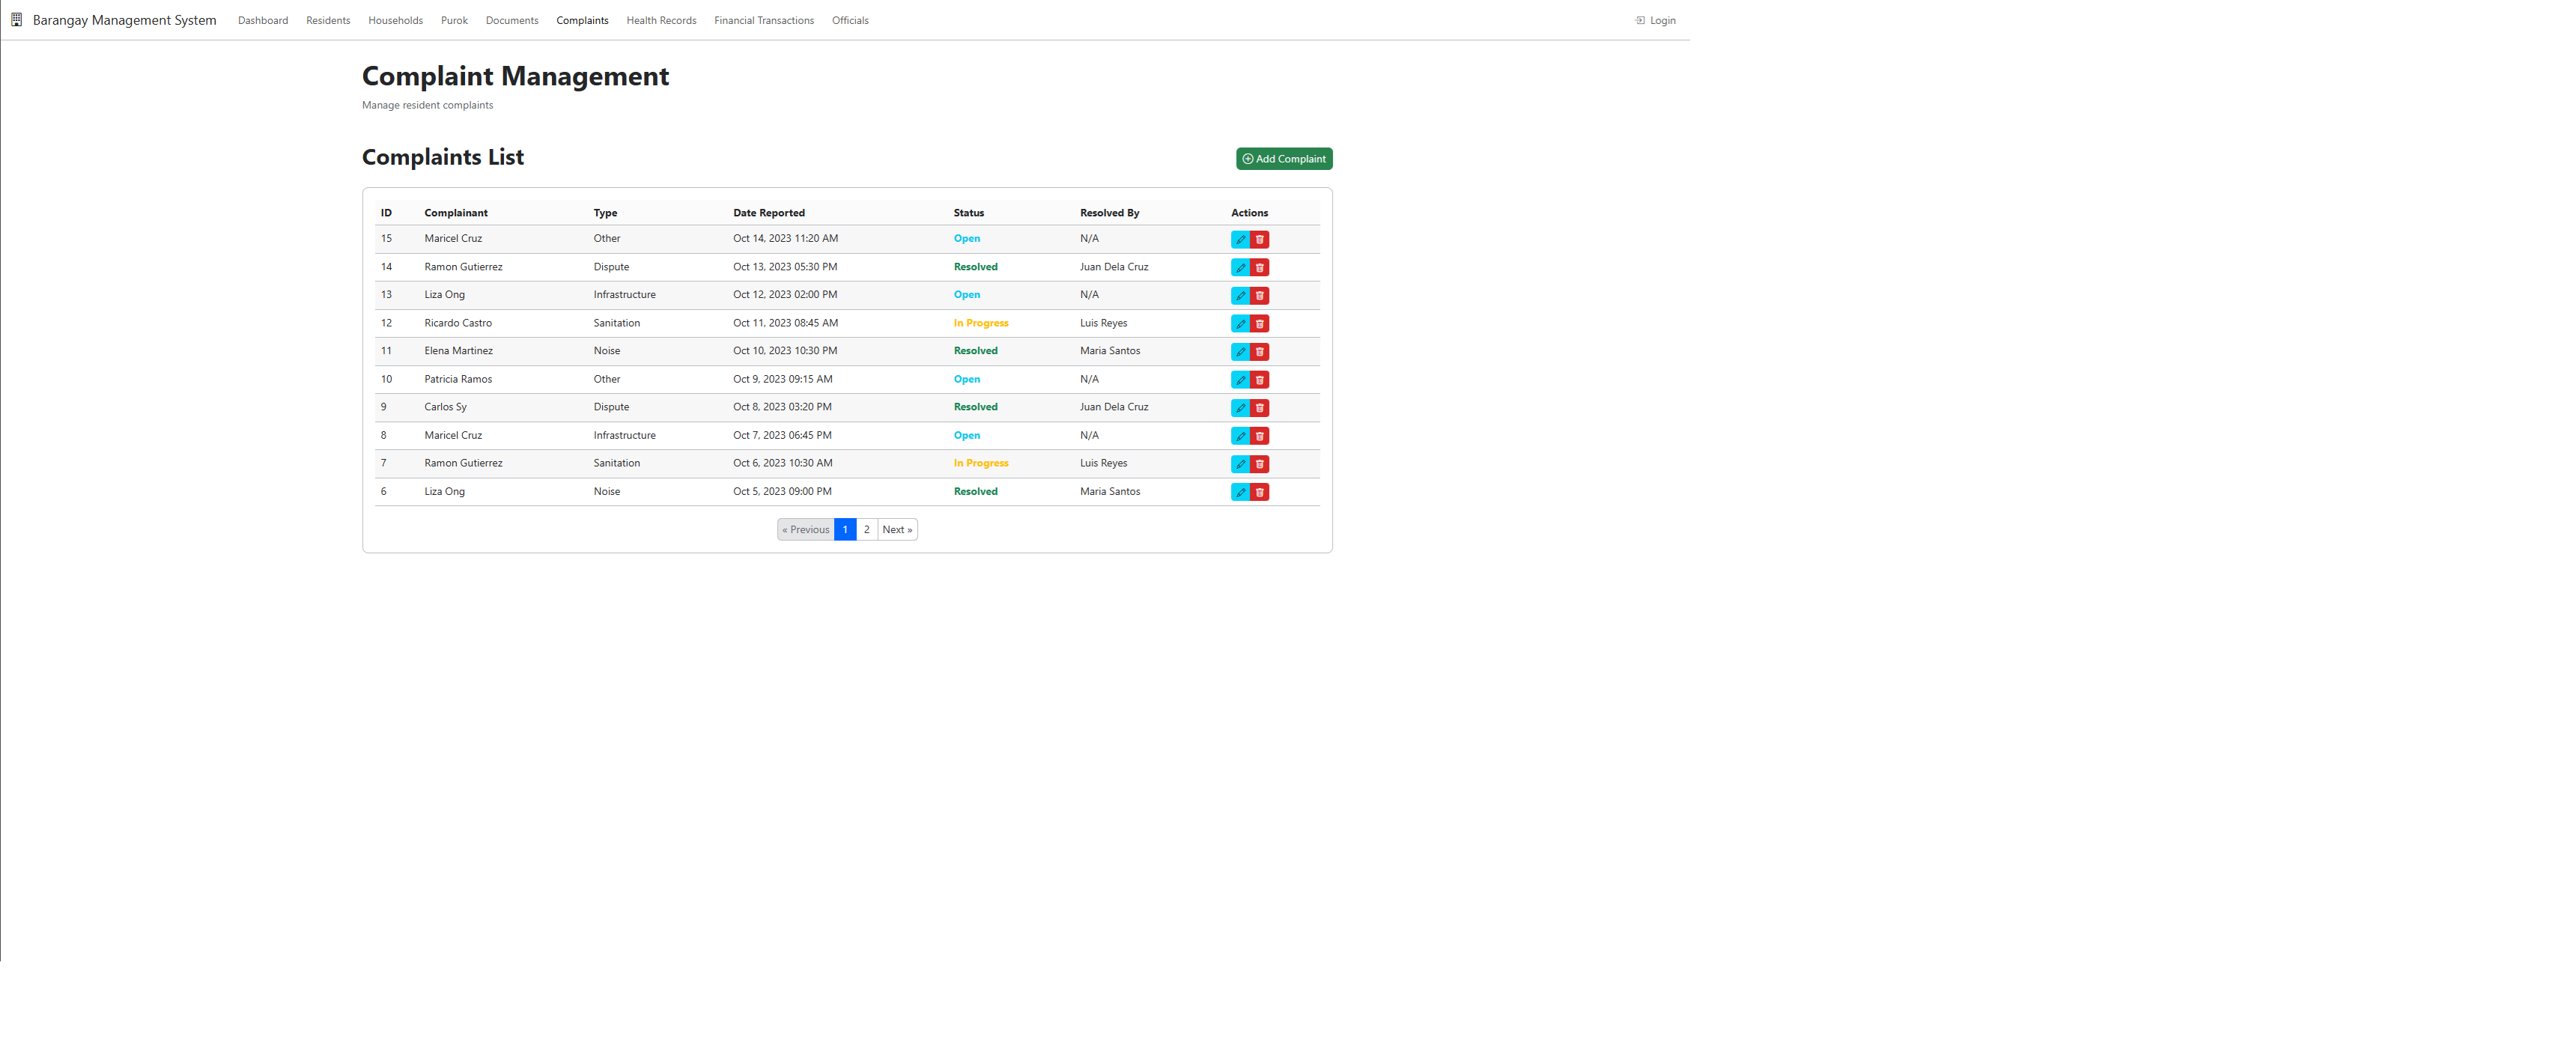 Barangay Management System Dashboard Residents Households Purok Documents Complaints Health Records Financial Transactions Officials Login
Complaint Management
Manage resident complaints
Complaints List Add Complaint
ID Complainant Type Date Reported Status Resolved By Actions
15 Maricel Cruz Other Oct 14, 2023 11:20 AM Open N/A
14 Ramon Gutierrez Dispute Oct 13, 2023 05:30 PM Resolved Juan Dela Cruz
13 Liza Ong Infrastructure Oct 12, 2023 02:00 PM Open N/A
12 Ricardo Castro Sanitation Oct 11, 2023 08:45 AM In Progress Luis Reyes
11 Elena Martinez Noise Oct 10, 2023 10:30 PM Resolved Maria Santos
10 Patricia Ramos Other Oct 9, 2023 09:15 AM Open N/A
9 Carlos Sy Dispute Oct 8, 2023 03:20 PM Resolved Juan Dela Cruz
8 Maricel Cruz Infrastructure Oct 7, 2023 06:45 PM Open N/A
7 Ramon Gutierrez Sanitation Oct 6, 2023 10:30 AM In Progress Luis Reyes
6 Liza Ong Noise Oct 5, 2023 09:00 PM Resolved Maria Santos
« Previous 1 2 Next »